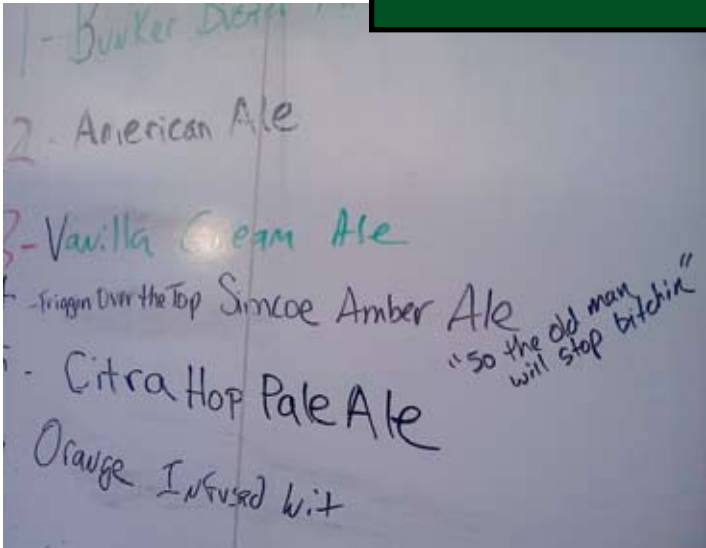 1 - Bunker
2 - American Ale
3 - Vanilla Cream Ale
-Friggin Over the Top Simcoe Amber Ale
- Citra Hop Pale Ale
Orange Infused Wit
"So the old man
will stop bitchin"